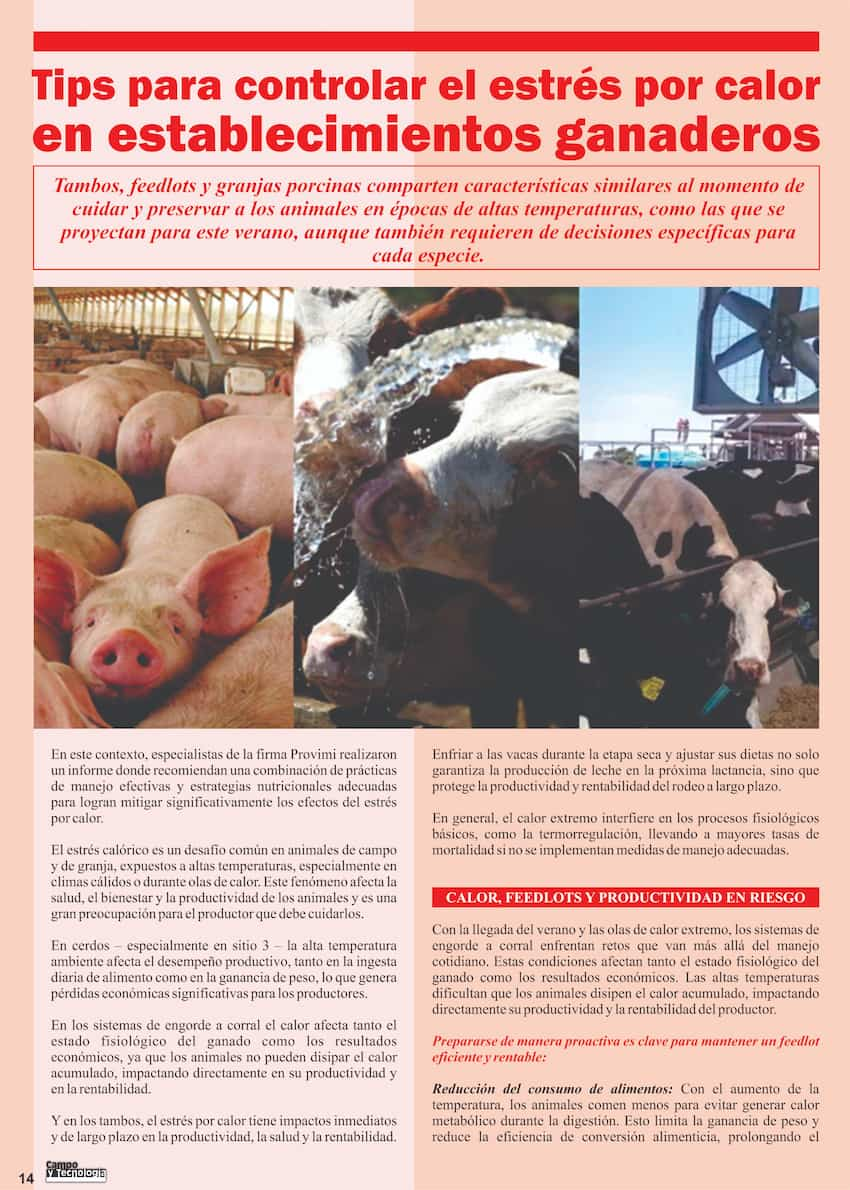 Tips para controlar el estrés por calor
en establecimientos ganaderos
Tambos, feedlots y granjas porcinas comparten características similares al momento de
cuidar y preservar a los animales en épocas de altas temperaturas, como las que se
proyectan para este verano, aunque también requieren de decisiones específicas para
cada especie.
En este contexto, especialistas de la firma Provimi realizaron
un informe donde recomiendan una combinación de prácticas
de manejo efectivas y estrategias nutricionales adecuadas
para logran mitigar significativamente los efectos del estrés
por calor.
El estrés calórico es un desafío común en animales de campo
y de granja, expuestos a altas temperaturas, especialmente en
climas cálidos o durante olas de calor. Este fenómeno afecta la
salud, el bienestar y la productividad de los animales y es una
gran preocupación para el productor que debe cuidarlos.
En cerdos – especialmente en sitio 3 – la alta temperatura
ambiente afecta el desempeño productivo, tanto en la ingesta
diaria de alimento como en la ganancia de peso, lo que genera
pérdidas económicas significativas para los productores.
En los sistemas de engorde a corral el calor afecta tanto el
estado fisiológico del ganado como los resultados
económicos, ya que los animales no pueden disipar el calor
acumulado, impactando directamente en su productividad y
en la rentabilidad.
Y en los tambos, el estrés por calor tiene impactos inmediatos
y de largo plazo en la productividad, la salud y la rentabilidad.
Enfriar a las vacas durante la etapa seca y ajustar sus dietas no solo
garantiza la producción de leche en la próxima lactancia, sino que
protege la productividad y rentabilidad del rodeo a largo plazo.
En general, el calor extremo interfiere en los procesos fisiológicos
básicos, como la termorregulación, llevando a mayores tasas de
mortalidad si no se implementan medidas de manejo adecuadas.
CALOR, FEEDLOTS Y PRODUCTIVIDAD EN RIESGO
Con la llegada del verano y las olas de calor extremo, los sistemas de
engorde a corral enfrentan retos que van más allá del manejo
cotidiano. Estas condiciones afectan tanto el estado fisiológico del
ganado como los resultados económicos. Las altas temperaturas
dificultan que los animales disipen el calor acumulado, impactando
directamente su productividad y la rentabilidad del productor.
Prepararse de manera proactiva es clave para mantener un feedlot
eficiente y rentable:
Reducción del consumo de alimentos: Con el aumento de la
temperatura, los animales comen menos para evitar generar calor
metabólico durante la digestión. Esto limita la ganancia de peso y
reduce la eficiencia de conversión alimenticia, prolongando el
14
Campo
y Tecnología